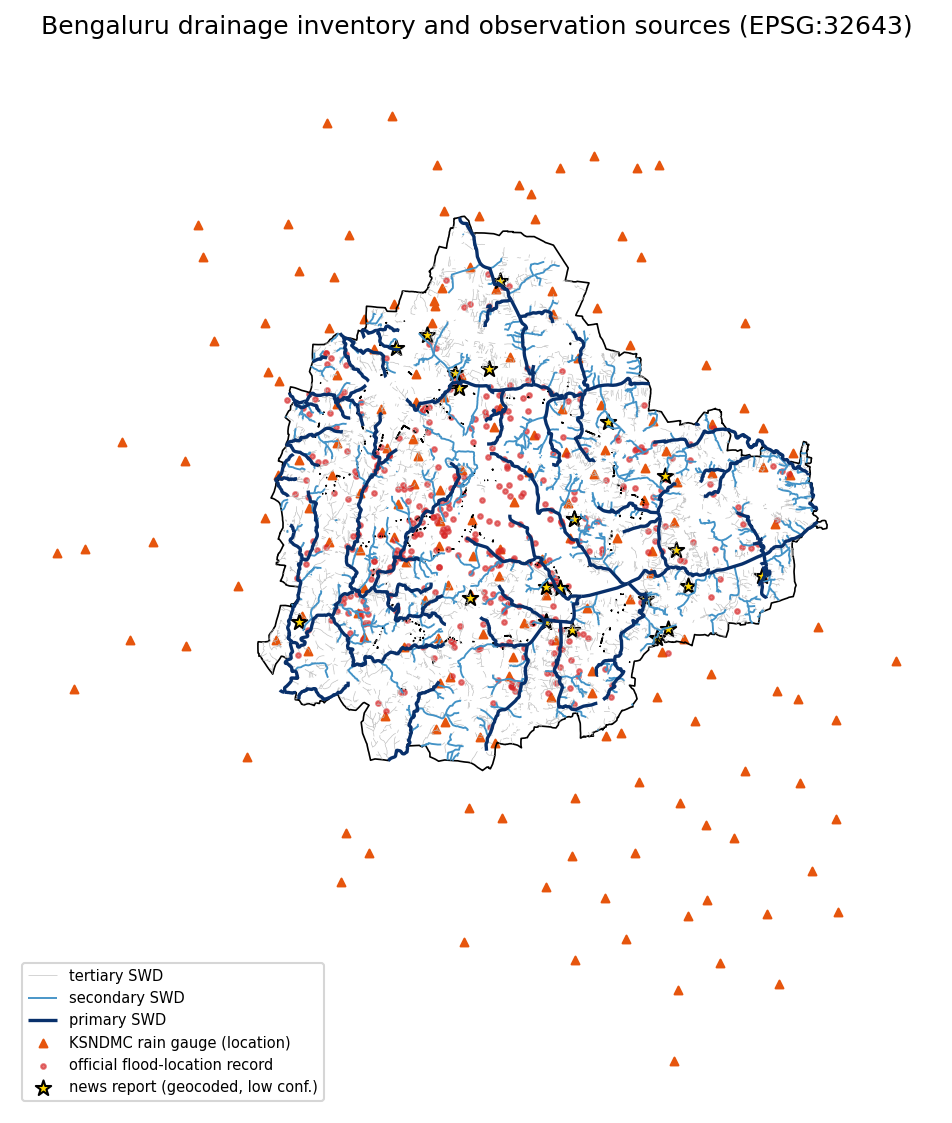 Bengaluru drainage inventory and observation sources (EPSG:32643)
tertiary SWD
secondary SWD
primary SWD
KSNDMC rain gauge (location)
official flood-location record
news report (geocoded, low conf.)